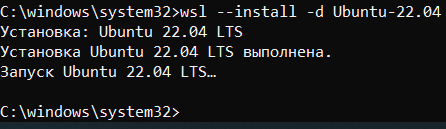 C:\windows\system32>wsl --install -d Ubuntu-22.04
Установка: Ubuntu 22.04 LTS
Установка Ubuntu 22.04 LTS выполнена.
Запуск Ubuntu 22.04 LTS…
C:\windows\system32>